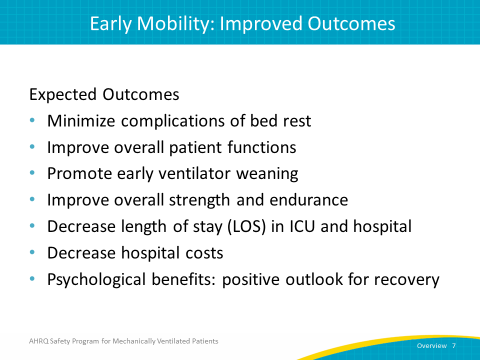 Early Mobility: Improved Outcomes
Expected Outcomes
• Minimize complications of bed rest
• Improve overall patient functions
• Promote early ventilator weaning
• Improve overall strength and endurance
• Decrease length of stay (LOS) in ICU and hospital
• Decrease hospital costs
• Psychological benefits: positive outlook for recovery
AHRQ Safety Program for Mechanically Ventilated Patients
Overview 7